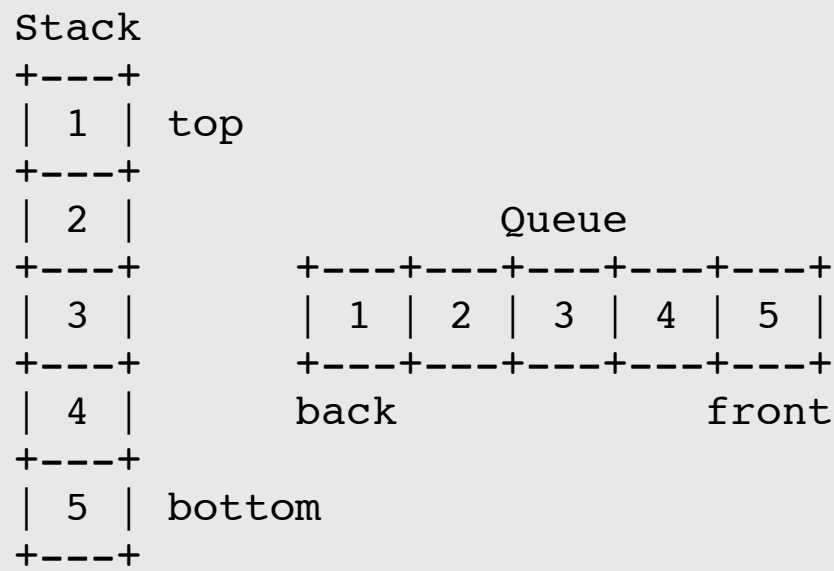 Stack
+---+
| 1 | top
+---+
| 2 |                Queue
+---+      +---+---+---+---+---+
| 3 |      | 1 | 2 | 3 | 4 | 5 |
+---+      +---+---+---+---+---+
| 4 |      back            front
+---+
| 5 | bottom
+---+